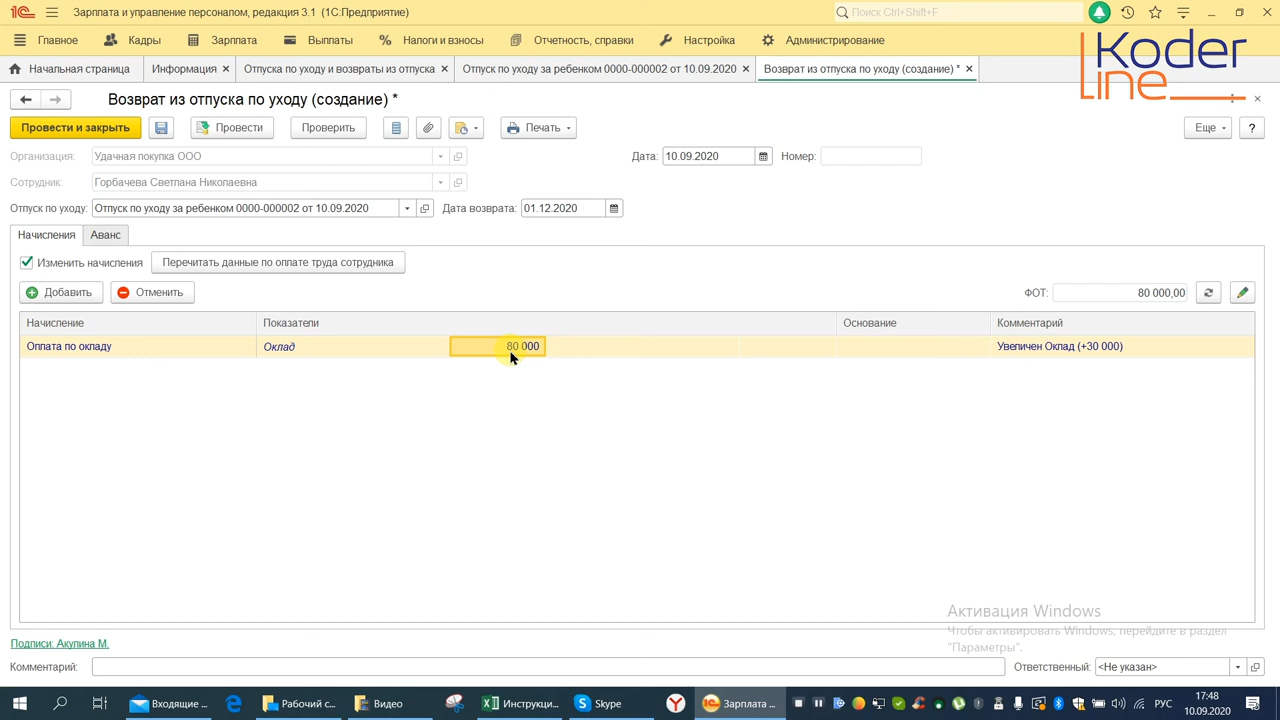 Зарплата и управление персоналом, редакция 3.1 (1С:Предприятие)
Поиск Ctrl+Shift+F
Главное Кадры Зарплата Выплаты Налоги и взносы Отчетность, справки Настройка Администрирование
Koder line
Начальная страница Информация Отпуска по уходу и возвраты из отпуска Отпуск по уходу за ребенком 0000-000002 от 10.09.2020 Возврат из отпуска по уходу (создание) *
Возврат из отпуска по уходу (создание) *
Провести и закрыть Провести Проверить Печать Еще ?
Организация: Удачная покупка ООО Дата: 10.09.2020 Номер:
Сотрудник: Горбачева Светлана Николаевна
Отпуск по уходу: Отпуск по уходу за ребенком 0000-000002 от 10.09.2020 Дата возврата: 01.12.2020
Начисления Аванс
Изменить начисления Перечитать данные по оплате труда сотрудника
Добавить Отменить ФОТ: 80 000,00
Начисление Показатели Основание Комментарий
Оплата по окладу Оклад 80 000 Увеличен Оклад (+30 000)
Активация Windows
Чтобы активировать Windows, перейдите в раздел
"Параметры".
Подписи: Акулина М.
Комментарий: Ответственный: <Не указан>
Входящие ... Рабочий с... Видео Инструкци... Skype Зарплата ... РУС 17:48
10.09.2020